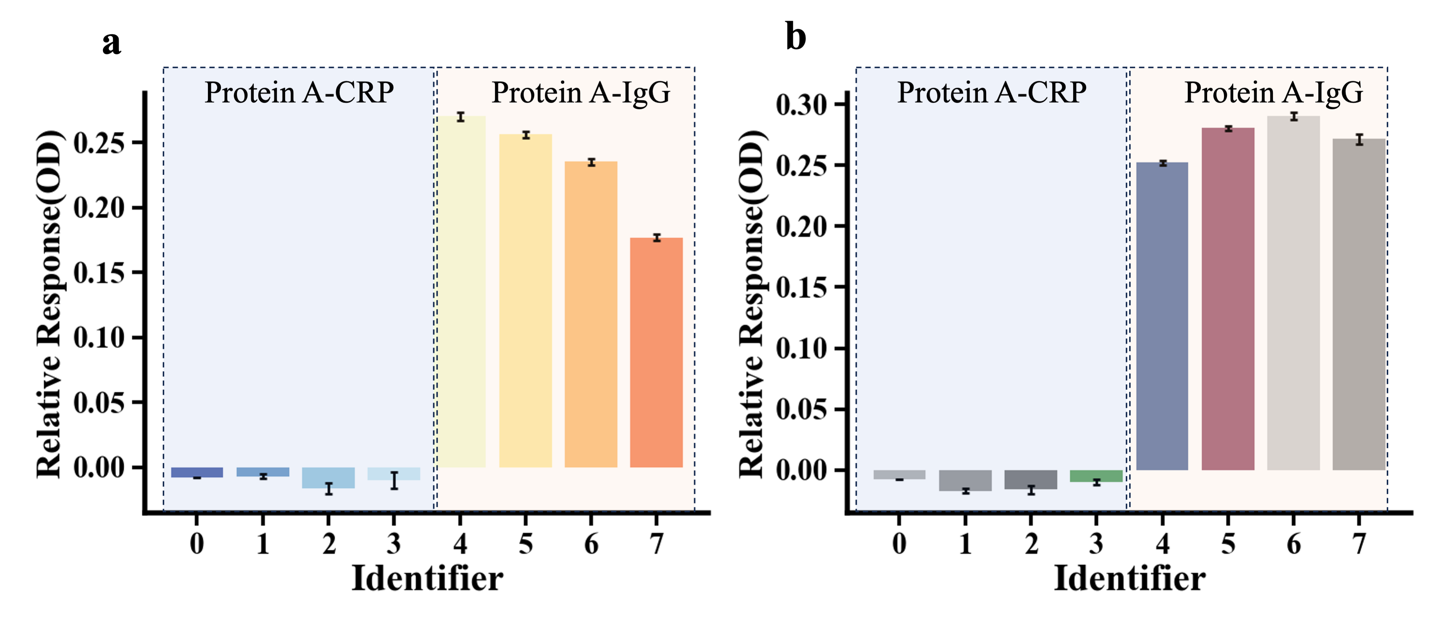 a
Protein A-CRP
Protein A-IgG
Relative Response(OD)
0.25
0.20
0.15
0.10
0.05
0.00
0 1 2 3 4 5 6 7
Identifier
b
Protein A-CRP
Protein A-IgG
Relative Response(OD)
0.30
0.25
0.20
0.15
0.10
0.05
0.00
0 1 2 3 4 5 6 7
Identifier